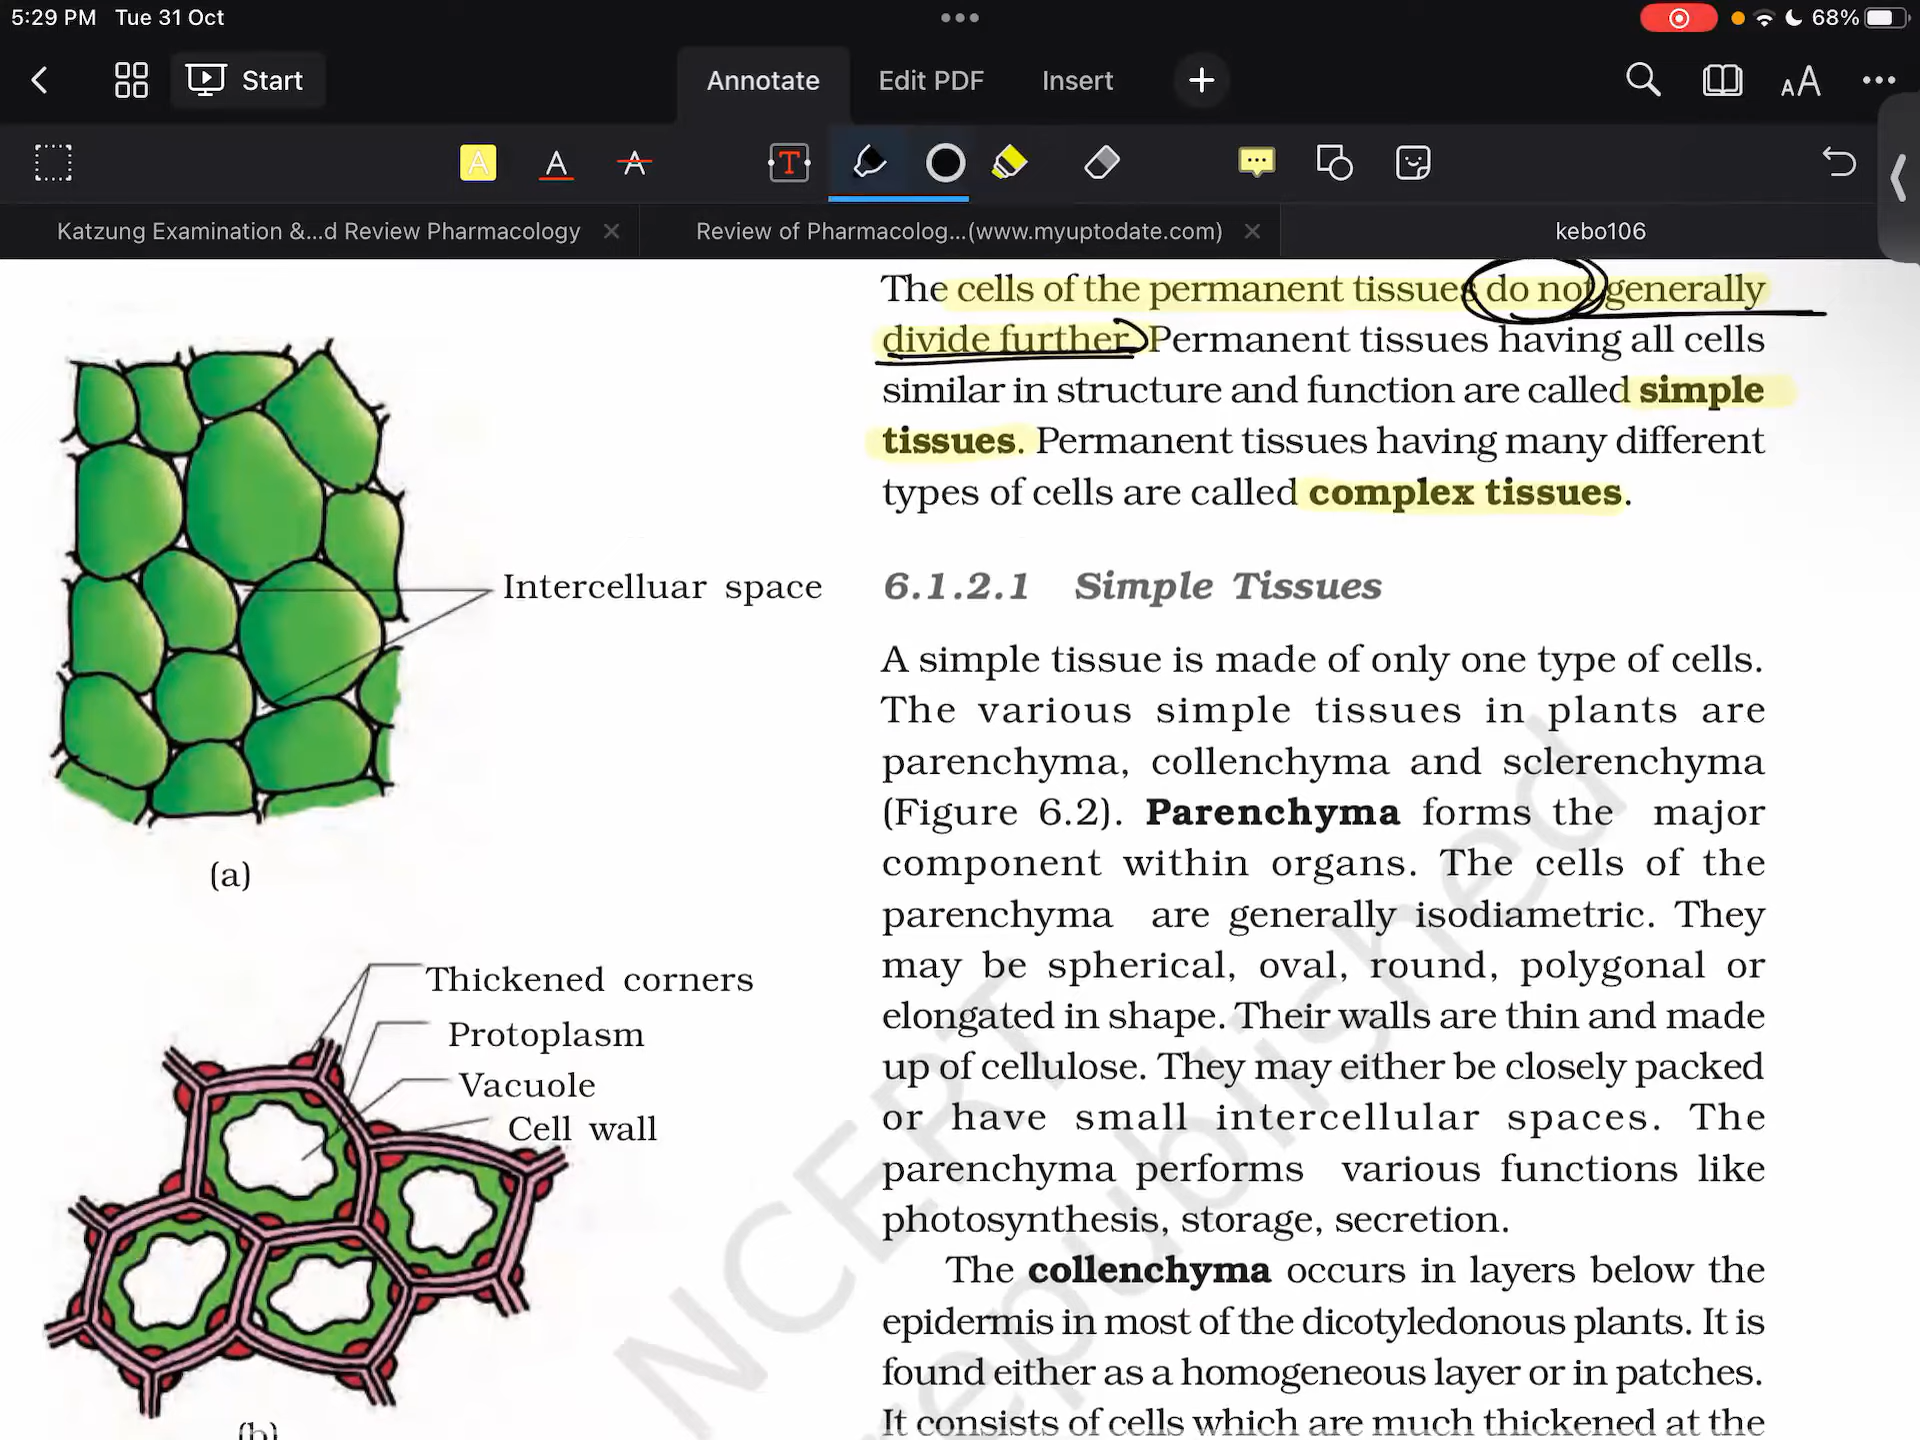 5:29 PM Tue 31 Oct
68%
Start
Annotate
Edit PDF
Insert
Katzung Examination &...d Review Pharmacology
Review of Pharmacolog...(www.myuptodate.com)
kebo106
Intercelluar space
(a)
Thickened corners
Protoplasm
Vacuole
Cell wall
(b)
The cells of the permanent tissues do not generally
divide further. Permanent tissues having all cells
similar in structure and function are called simple
tissues. Permanent tissues having many different
types of cells are called complex tissues.
6.1.2.1 Simple Tissues
A simple tissue is made of only one type of cells.
The various simple tissues in plants are
parenchyma, collenchyma and sclerenchyma
(Figure 6.2). Parenchyma forms the major
component within organs. The cells of the
parenchyma are generally isodiametric. They
may be spherical, oval, round, polygonal or
elongated in shape. Their walls are thin and made
up of cellulose. They may either be closely packed
or have small intercellular spaces. The
parenchyma performs various functions like
photosynthesis, storage, secretion.
The collenchyma occurs in layers below the
epidermis in most of the dicotyledonous plants. It is
found either as a homogeneous layer or in patches.
It consists of cells which are much thickened at the
NCERT
republished